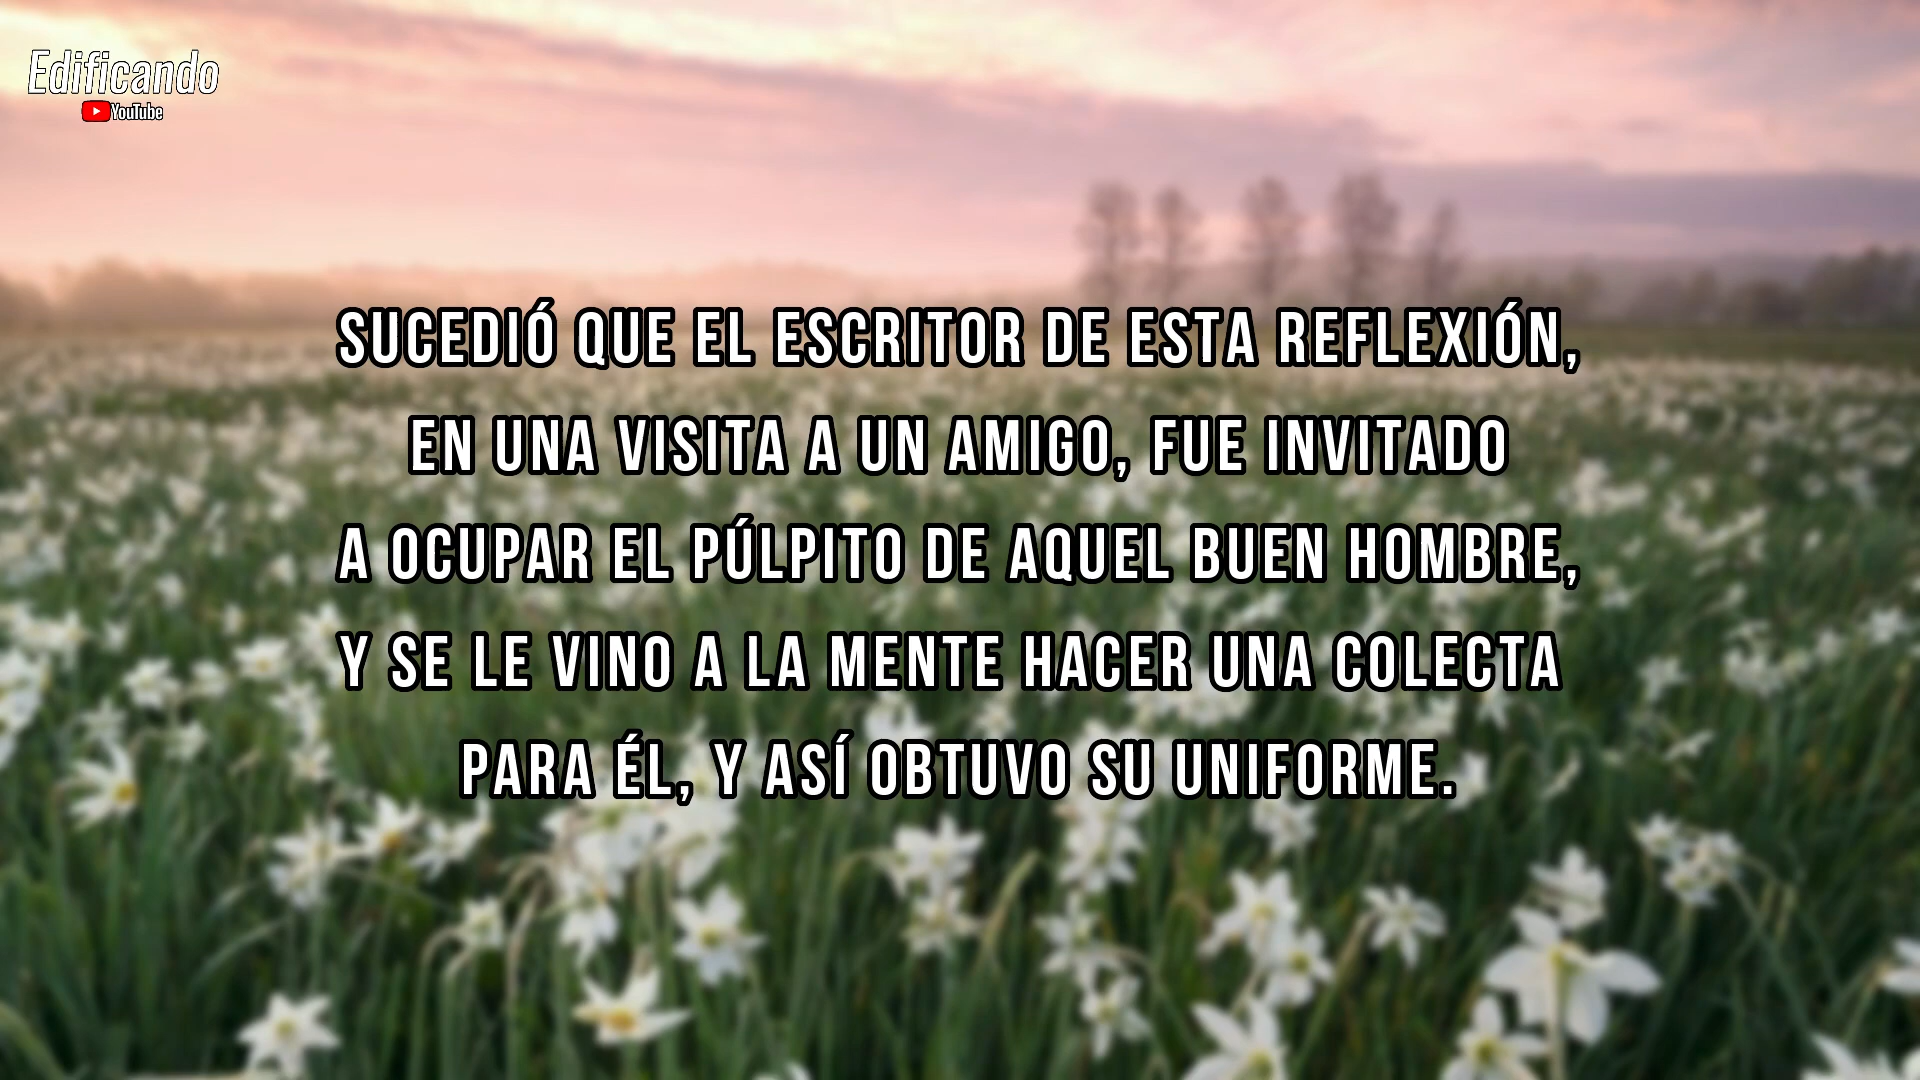 Edificando
YouTube
SUCEDIÓ QUE EL ESCRITOR DE ESTA REFLEXIÓN,
EN UNA VISITA A UN AMIGO, FUE INVITADO
A OCUPAR EL PÚLPITO DE AQUEL BUEN HOMBRE,
Y SE LE VINO A LA MENTE HACER UNA COLECTA
PARA ÉL, Y ASÍ OBTUVO SU UNIFORME.